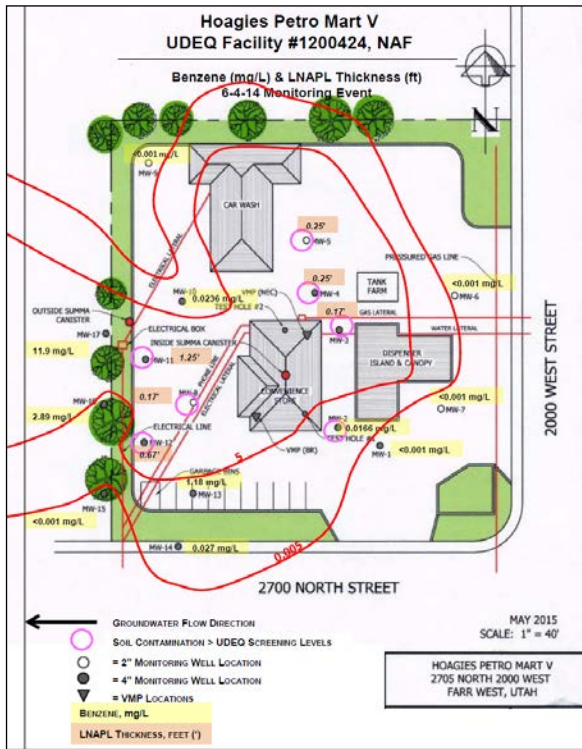 Hoagies Petro Mart V
UDEQ Facility #1200424, NAF
Benzene (mg/L) & LNAPL Thickness (ft)
6-4-14 Monitoring Event
N
<0.001 mg/L
MW-9
CAR WASH
0.25'
MW-5
ELECTRICAL LATERAL
0.25'
MW-4
PRESSURED GAS LINE
<0.001 mg/L
MW-6
MW-10
0.0236 mg/L
VMP (NEC)
TEST HOLE #2
TANK
FARM
0.17'
GAS LATERAL
MW-3
WATER LATERAL
OUTSIDE SUMMA
CANISTER
MW-17
ELECTRICAL BOX
INSIDE SUMMA CANISTER
11.9 mg/L
MW-11
1.25'
DISPENSER
ISLAND & CANOPY
2000 WEST STREET
0.17'
MW-8
PHONE LINE
ELECTRICAL LATERAL
CONVENIENCE
STORE
<0.001 mg/L
MW-7
2.89 mg/L
MW-16
ELECTRICAL LINE
MW-12
0.67'
MW-2
0.0166 mg/L
TEST HOLE #1
VMP (BR)
MW-1
<0.001 mg/L
5
GARBAGE BINS
1.18 mg/L
MW-13
MW-15
<0.001 mg/L
MW-14
0.027 mg/L
0.005
2700 NORTH STREET
GROUNDWATER FLOW DIRECTION
SOIL CONTAMINATION > UDEQ SCREENING LEVELS
= 2" MONITORING WELL LOCATION
= 4" MONITORING WELL LOCATION
= VMP LOCATIONS
BENZENE, mg/L
LNAPL THICKNESS, FEET (')
MAY 2015
SCALE: 1" = 40'
HOAGIES PETRO MART V
2705 NORTH 2000 WEST
FARR WEST, UTAH